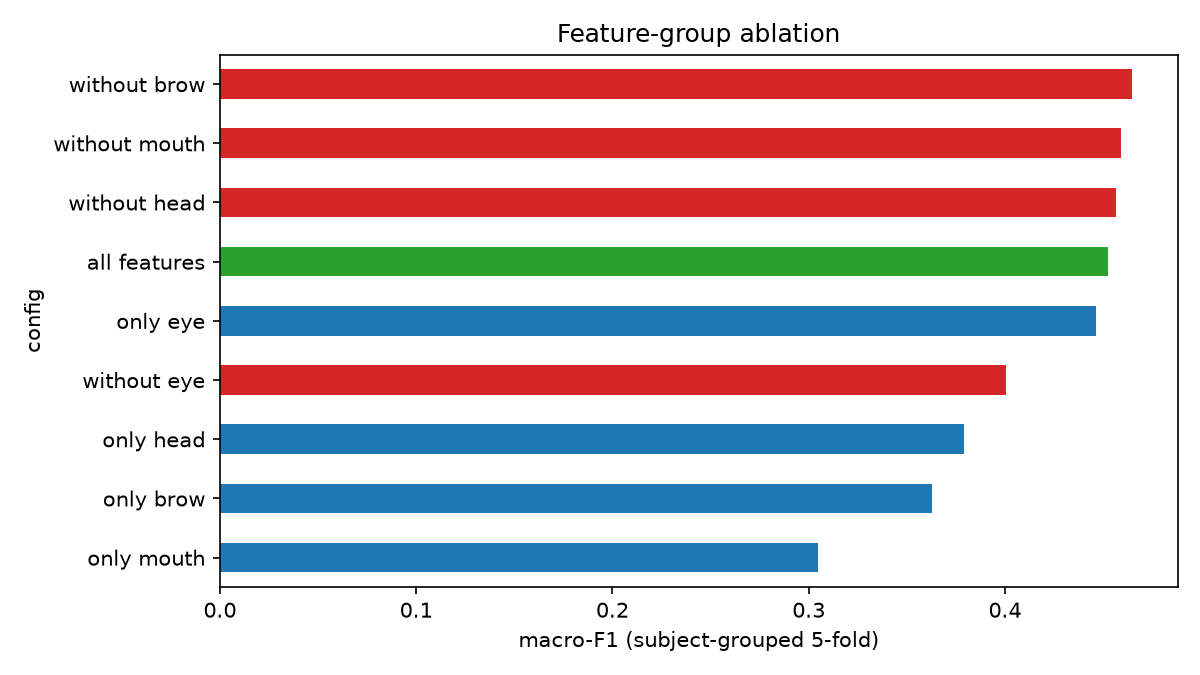 Feature-group ablation
without brow
without mouth
without head
all features
only eye
without eye
only head
only brow
only mouth
config
0.0 0.1 0.2 0.3 0.4
macro-F1 (subject-grouped 5-fold)